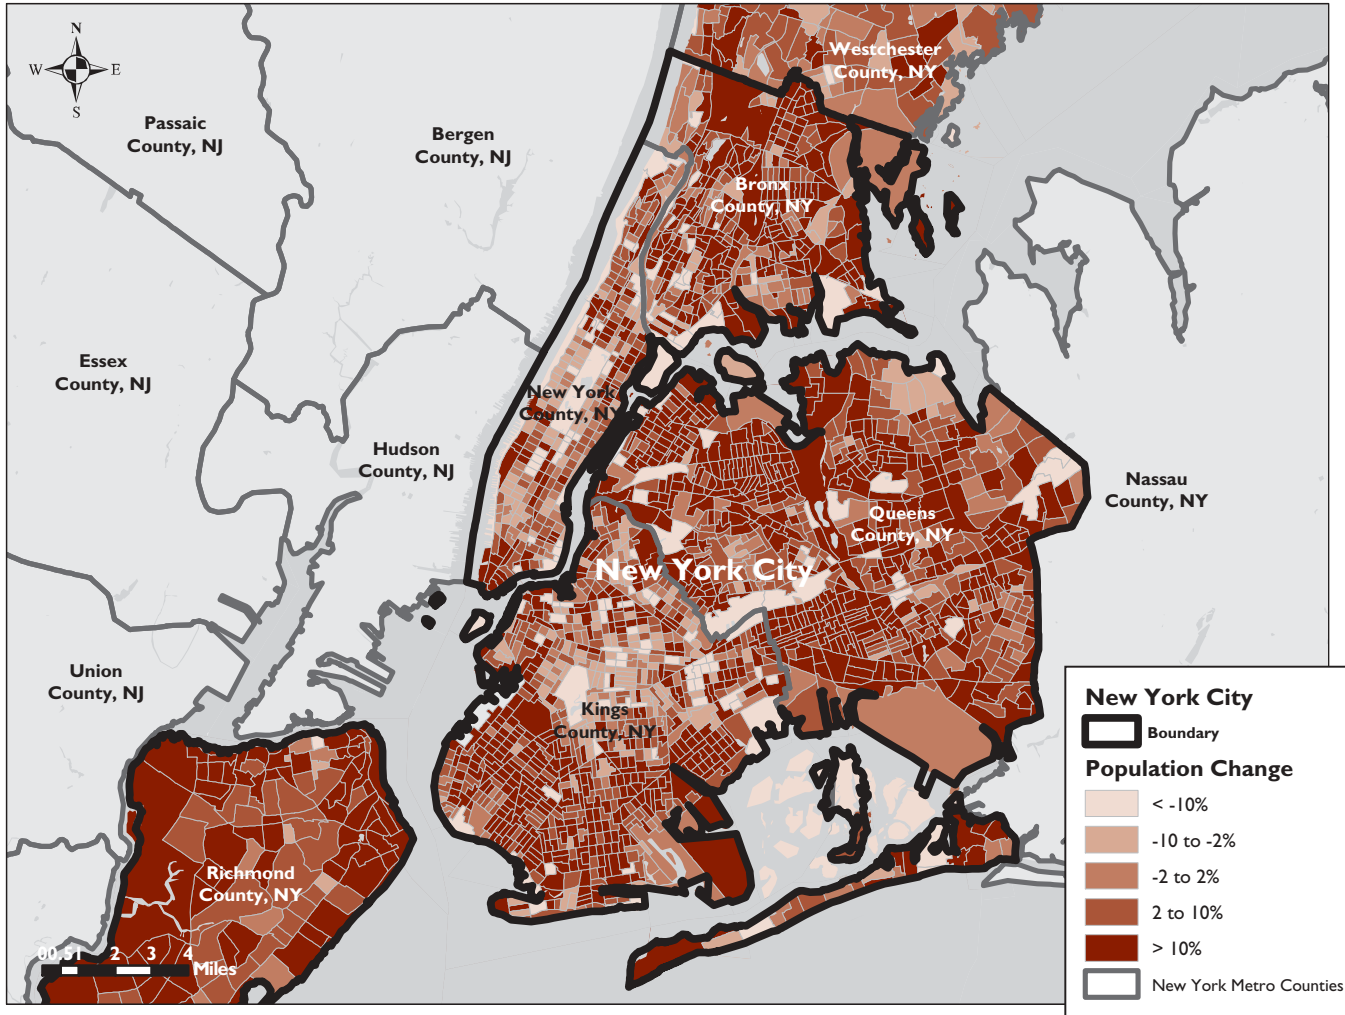 N
W E
S
Westchester
County, NY
Passaic
County, NJ
Bergen
County, NJ
Bronx
County, NY
Essex
County, NJ
New York
County, NY
Hudson
County, NJ
Nassau
County, NY
Queens
County, NY
New York City
Union
County, NJ
Kings
County, NY
Richmond
County, NY
00.51 2 3 4
Miles
New York City
Boundary
Population Change
< -10%
-10 to -2%
-2 to 2%
2 to 10%
> 10%
New York Metro Counties